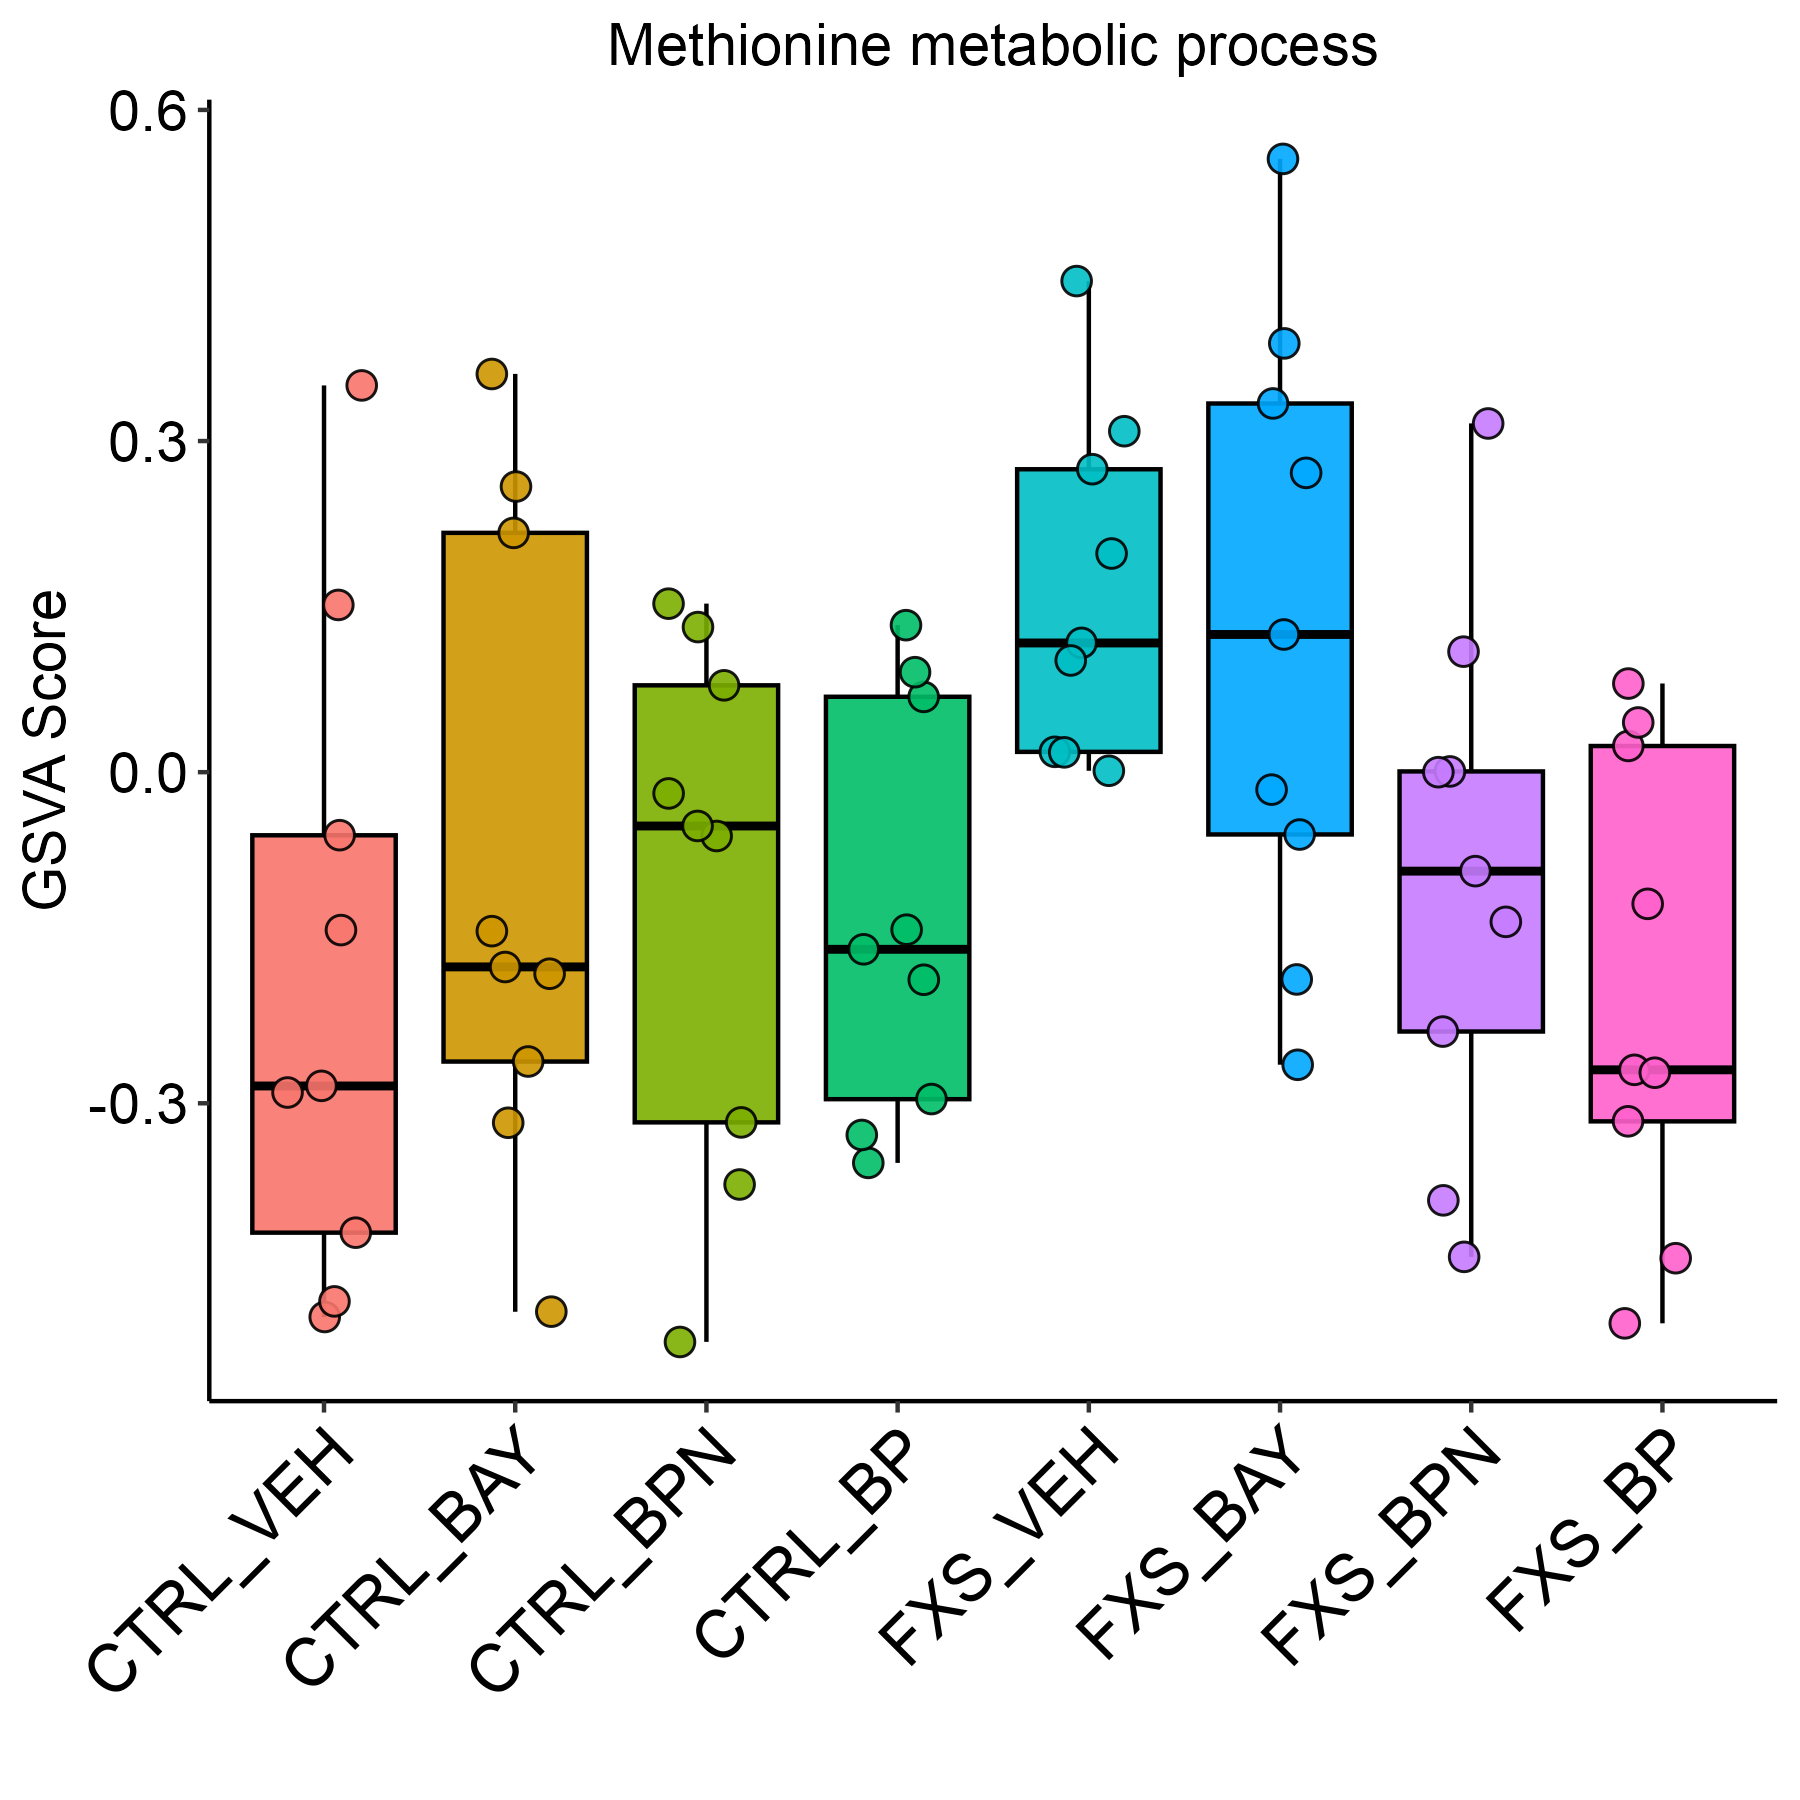 Methionine metabolic process
GSVA Score
0.6
0.3
0.0
-0.3
CTRL_VEH
CTRL_BAY
CTRL_BPN
CTRL_BP
FXS_VEH
FXS_BAY
FXS_BPN
FXS_BP